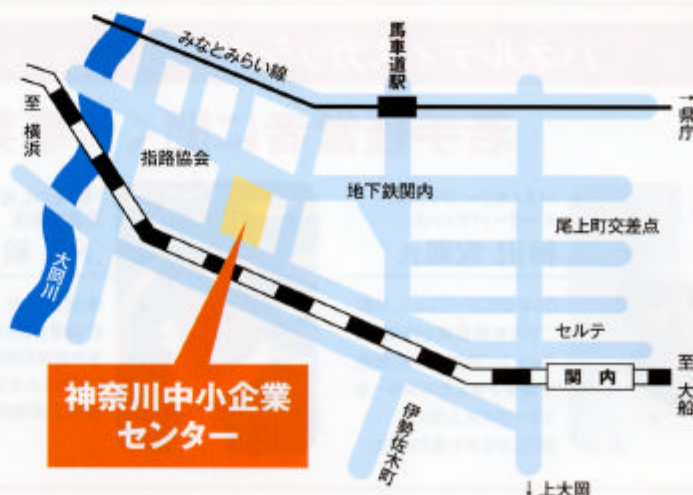 みなとみらい線
馬車道駅
→県庁
至 横浜
指路協会
地下鉄関内
尾上町交差点
大岡川
セルテ
関 内
至 大船
神奈川中小企業
センター
伊勢佐木町
↓上大岡